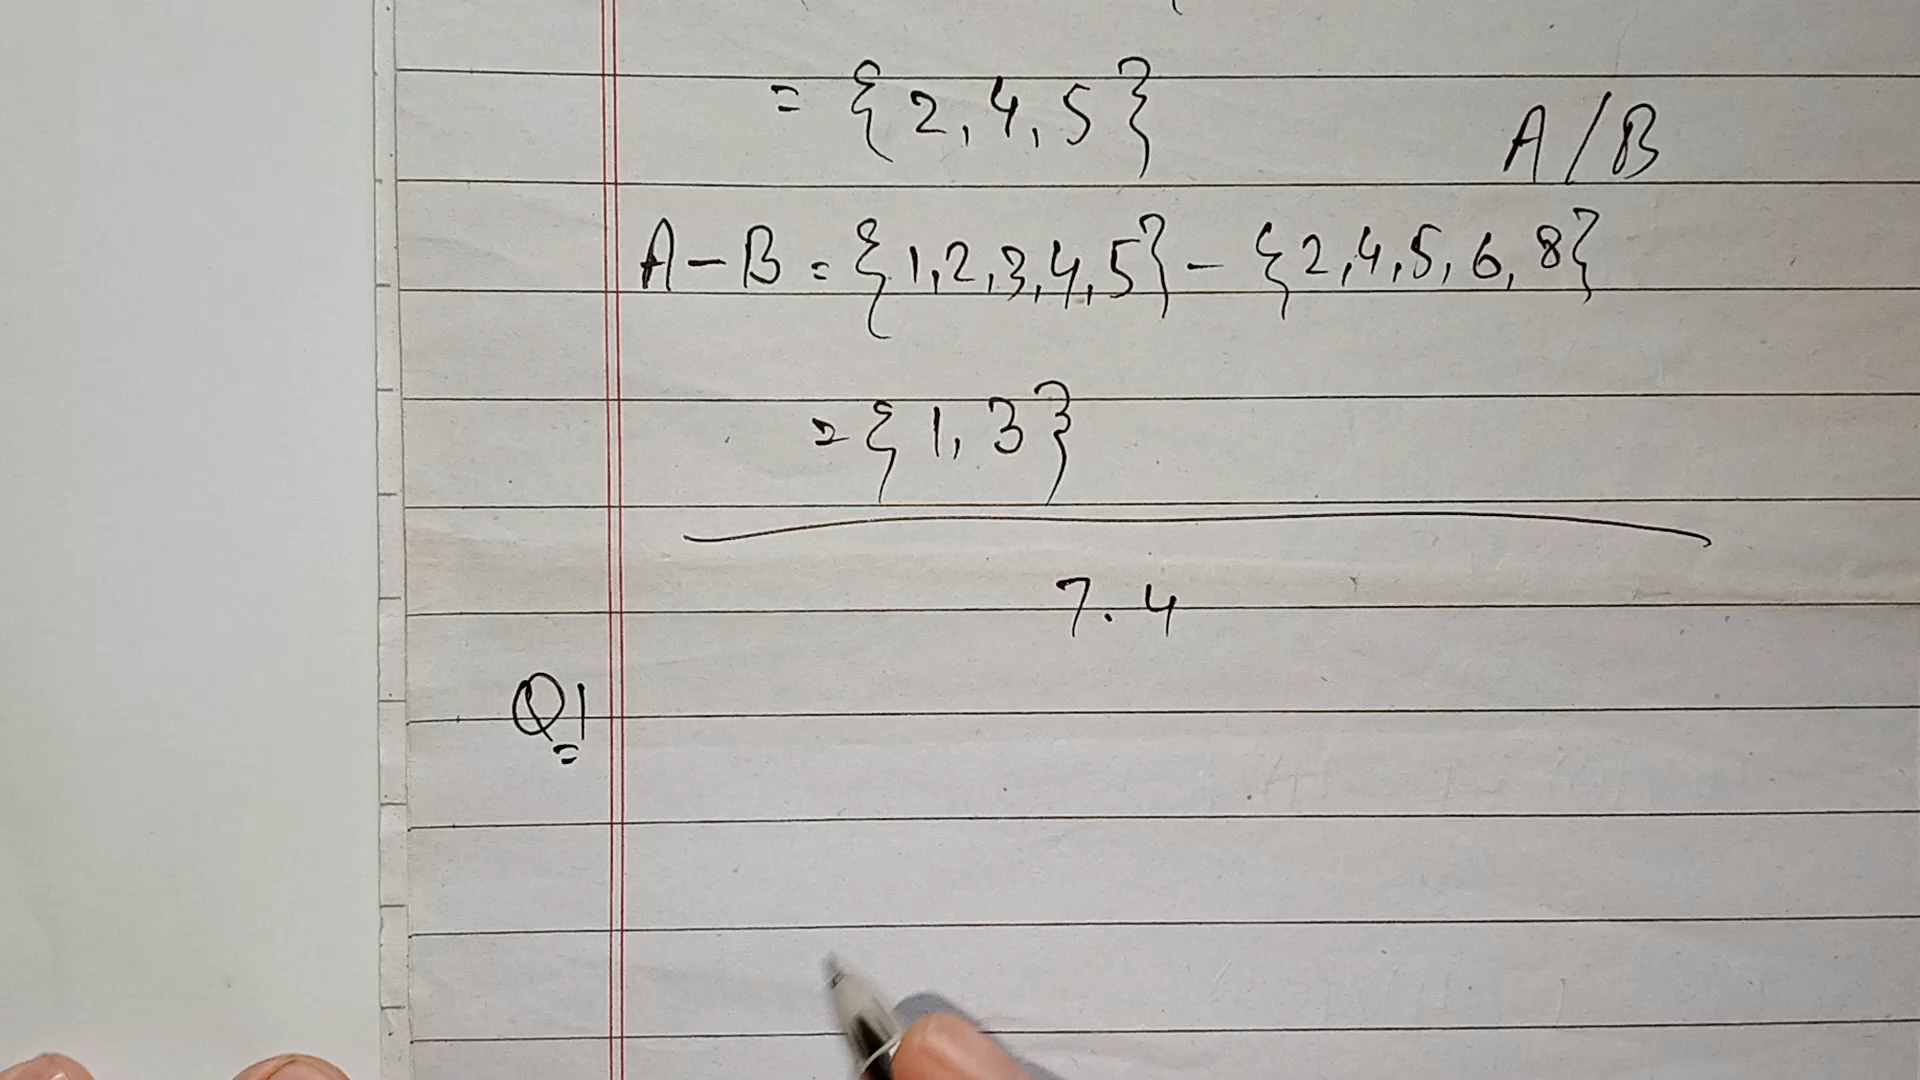 = {2, 4, 5}
A/B
A-B = {1,2,3,4,5} - {2,4,5,6,8}
= {1, 3}
7.4
Q1